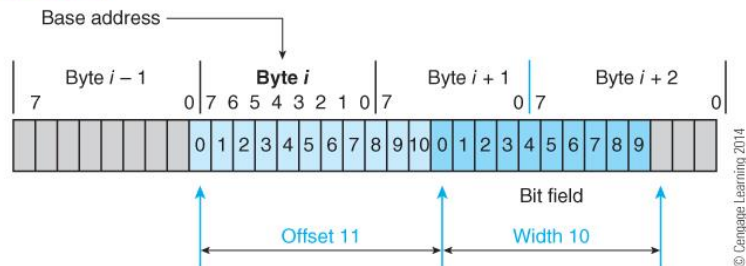 Base address
Byte i – 1 Byte i Byte i + 1 Byte i + 2
7 0 7 6 5 4 3 2 1 0 7 0 7 0
0 1 2 3 4 5 6 7 8 9 10 0 1 2 3 4 5 6 7 8 9
Bit field
Offset 11 Width 10
© Cengage Learning 2014